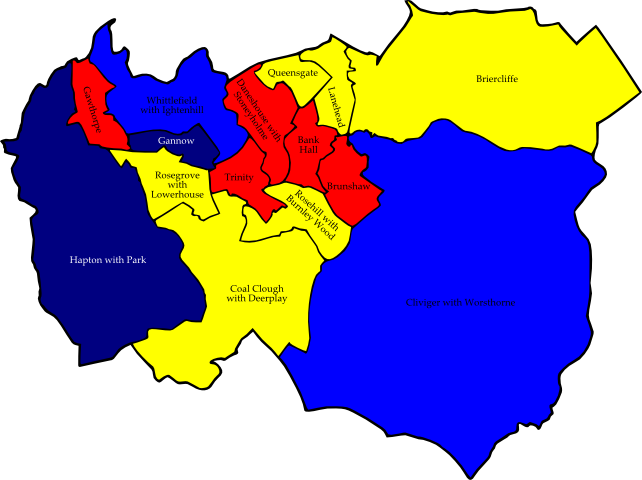 Queensgate
Briercliffe
Lanehead
Gawthorpe
Whittlefield
with Ightenhill
Daneshouse with
Stoneyholme
Gannow
Bank
Hall
Trinity
Brunshaw
Rosegrove
with
Lowerhouse
Rosehill with
Burnley Wood
Hapton with Park
Coal Clough
with Deerplay
Cliviger with Worsthorne